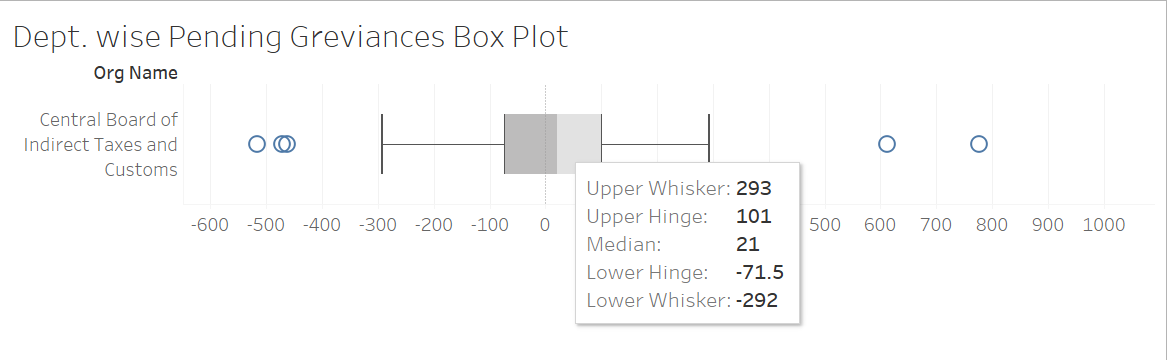 Dept. wise Pending Greviances Box Plot
Org Name
Central Board of
Indirect Taxes and
Customs
Upper Whisker: 293
Upper Hinge: 101
Median: 21
Lower Hinge: -71.5
Lower Whisker: -292
-600 -500 -400 -300 -200 -100 0 500 600 700 800 900 1000